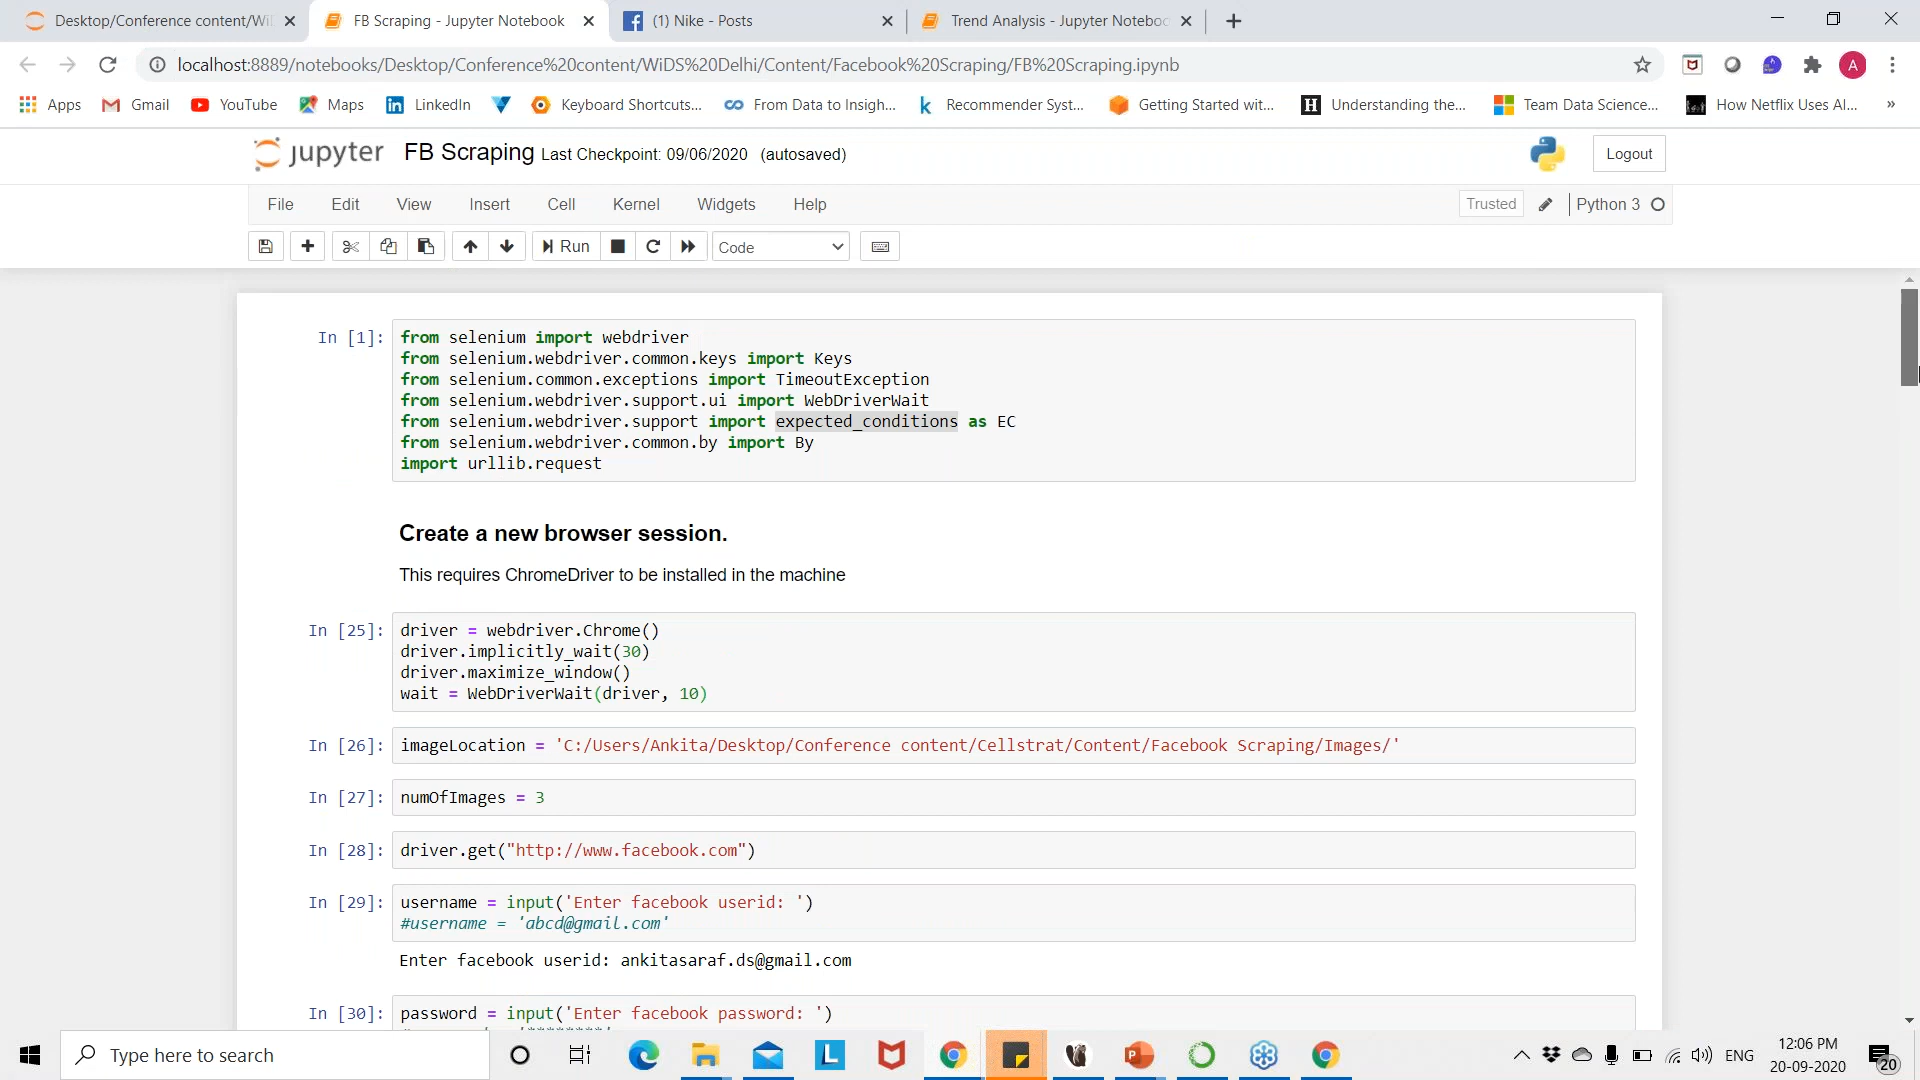 Desktop/Conference content/Wi
FB Scraping - Jupyter Notebook
(1) Nike - Posts
Trend Analysis - Jupyter Noteboo
localhost:8889/notebooks/Desktop/Conference%20content/WiDS%20Delhi/Content/Facebook%20Scraping/FB%20Scraping.ipynb
A
Apps
Gmail
YouTube
Maps
LinkedIn
Keyboard Shortcuts...
From Data to Insigh...
Recommender Syst...
Getting Started wit...
Understanding the...
Team Data Science...
How Netflix Uses AI...
jupyter FB Scraping Last Checkpoint: 09/06/2020 (autosaved)
Logout
File Edit View Insert Cell Kernel Widgets Help
Trusted
Python 3
Run
Code
In [1]:
from selenium import webdriver
from selenium.webdriver.common.keys import Keys
from selenium.common.exceptions import TimeoutException
from selenium.webdriver.support.ui import WebDriverWait
from selenium.webdriver.support import expected_conditions as EC
from selenium.webdriver.common.by import By
import urllib.request
Create a new browser session.
This requires ChromeDriver to be installed in the machine
In [25]:
driver = webdriver.Chrome()
driver.implicitly_wait(30)
driver.maximize_window()
wait = WebDriverWait(driver, 10)
In [26]: imageLocation = 'C:/Users/Ankita/Desktop/Conference content/Cellstrat/Content/Facebook Scraping/Images/'
In [27]: numOfImages = 3
In [28]: driver.get("http://www.facebook.com")
In [29]: username = input('Enter facebook userid: ')
#username = 'abcd@gmail.com'
Enter facebook userid: ankitasaraf.ds@gmail.com
In [30]: password = input('Enter facebook password: ')
Type here to search
ENG
12:06 PM
20-09-2020
20